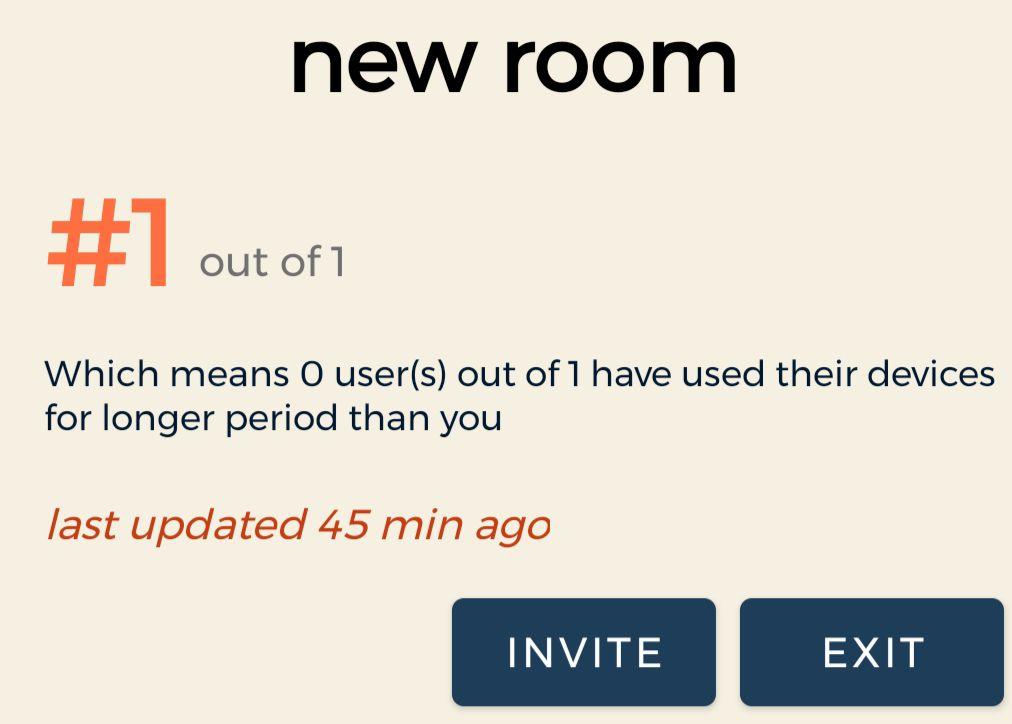 new room
#1 out of 1
Which means 0 user(s) out of 1 have used their devices
for longer period than you
last updated 45 min ago
INVITE EXIT